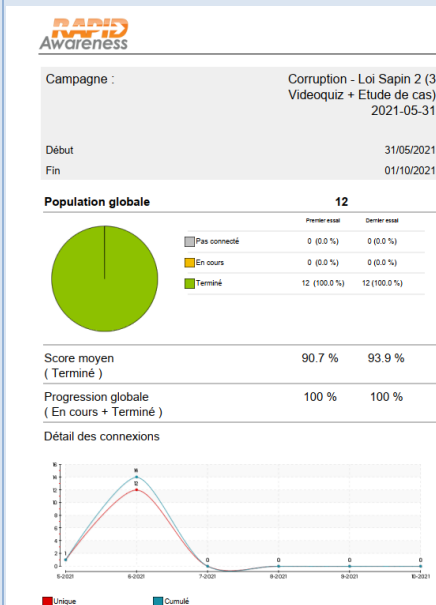 RAPID
Awareness
Campagne :
Corruption - Loi Sapin 2 (3
Videoquiz + Etude de cas)
2021-05-31
Début 31/05/2021
Fin 01/10/2021
Population globale 12
Premier essai Dernier essai
Pas connecté 0 (0.0 %) 0 (0.0 %)
En cours 0 (0.0 %) 0 (0.0 %)
Terminé 12 (100.0 %) 12 (100.0 %)
Score moyen 90.7 % 93.9 %
( Terminé )
Progression globale 100 % 100 %
( En cours + Terminé )
Détail des connexions
16
14
12
10
8
6
4
2
0
1
14
12
0 0 0 0
5-2021 6-2021 7-2021 8-2021 9-2021 10-2021
Unique Cumulé